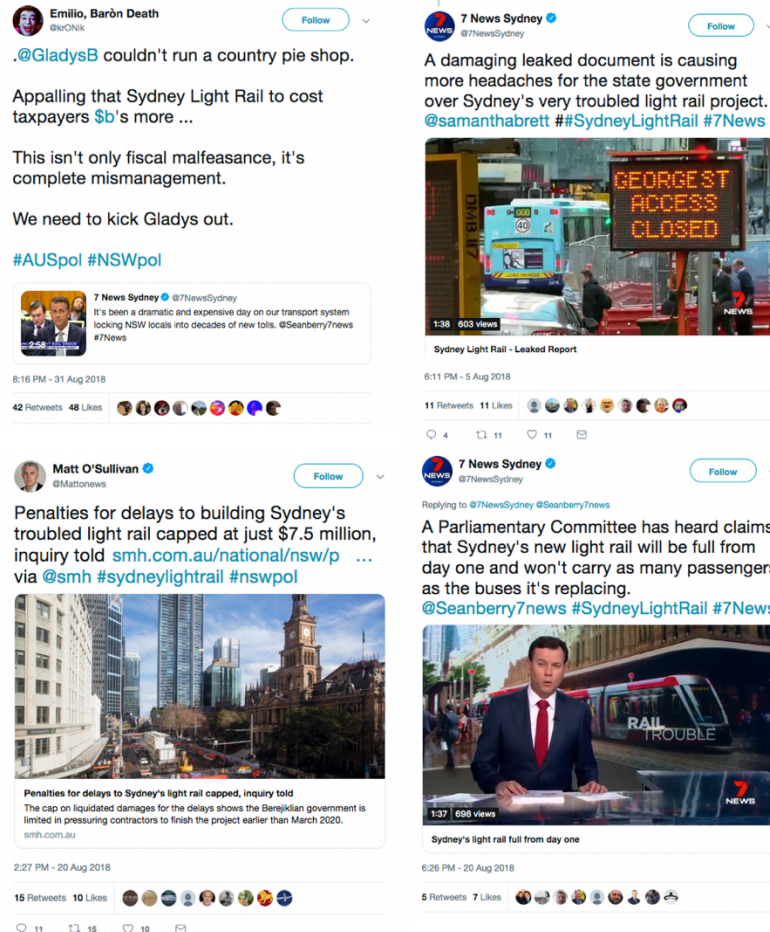 Emilio, Baròn Death
@krONik
Follow
.@GladysB couldn't run a country pie shop.
Appalling that Sydney Light Rail to cost
taxpayers $b's more ...
This isn't only fiscal malfeasance, it's
complete mismanagement.
We need to kick Gladys out.
#AUSpol #NSWpol
7 News Sydney @7NewsSydney
It's been a dramatic and expensive day on our transport system
locking NSW locals into decades of new tolls. @Seanberry7news
#7News
2:58
8:16 PM - 31 Aug 2018
42 Retweets 48 Likes
7 News Sydney
@7NewsSydney
Follow
A damaging leaked document is causing
more headaches for the state government
over Sydney's very troubled light rail project.
@samanthabrett ##SydneyLightRail #7News
GEORGE ST
ACCESS
CLOSED
40
7
NEWS
1:38 603 views
Sydney Light Rail - Leaked Report
6:11 PM - 5 Aug 2018
11 Retweets 11 Likes
4 11 11
Matt O'Sullivan
@Mattonews
Follow
Penalties for delays to building Sydney's
troubled light rail capped at just $7.5 million,
inquiry told smh.com.au/national/nsw/p ...
via @smh #sydneylightrail #nswpol
Penalties for delays to Sydney's light rail capped, inquiry told
The cap on liquidated damages for the delays shows the Berejiklian government is
limited in pressuring contractors to finish the project earlier than March 2020.
smh.com.au
2:27 PM - 20 Aug 2018
15 Retweets 10 Likes
11 15 10
7 News Sydney
@7NewsSydney
Follow
Replying to @7NewsSydney @Seanberry7news
A Parliamentary Committee has heard claims
that Sydney's new light rail will be full from
day one and won't carry as many passengers
as the buses it's replacing.
@Seanberry7news #SydneyLightRail #7News
RAIL
TROUBLE
7
NEWS
1:37 698 views
Sydney's light rail full from day one
6:26 PM - 20 Aug 2018
5 Retweets 7 Likes